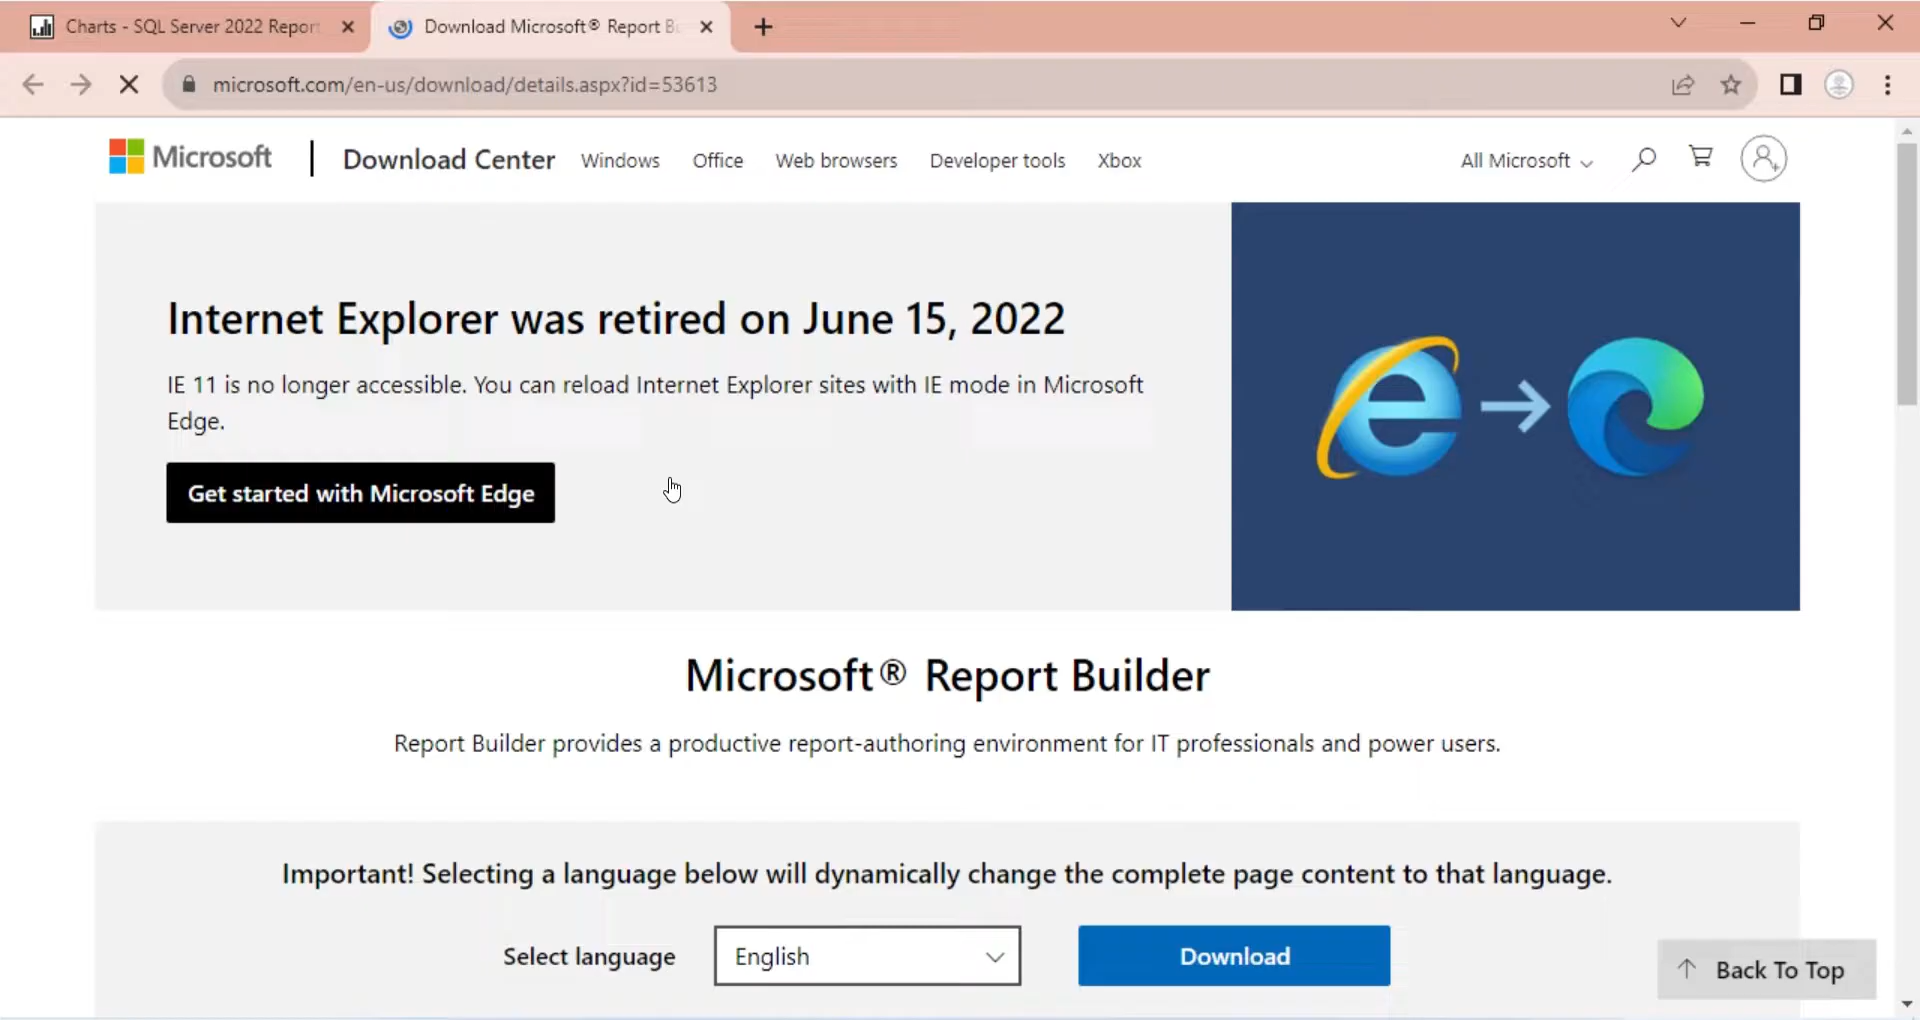 Charts - SQL Server 2022 Report
Download Microsoft® Report B
microsoft.com/en-us/download/details.aspx?id=53613
Microsoft
Download Center
Windows
Office
Web browsers
Developer tools
Xbox
All Microsoft
Internet Explorer was retired on June 15, 2022
IE 11 is no longer accessible. You can reload Internet Explorer sites with IE mode in Microsoft
Edge.
Get started with Microsoft Edge
Microsoft® Report Builder
Report Builder provides a productive report-authoring environment for IT professionals and power users.
Important! Selecting a language below will dynamically change the complete page content to that language.
Select language
English
Download
Back To Top